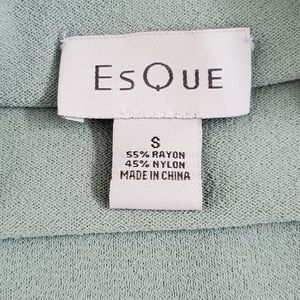 ESQUE
S
55% RAYON
45% NYLON
MADE IN CHINA